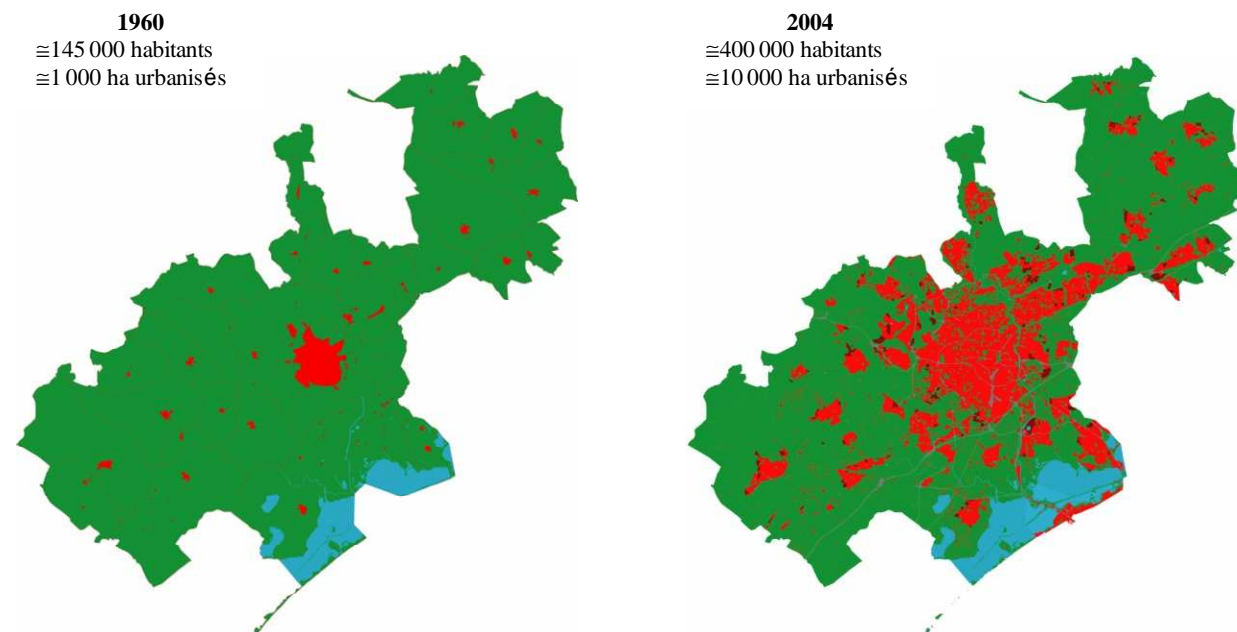 1960
≅145 000 habitants
≅1 000 ha urbanisés
2004
≅400 000 habitants
≅10 000 ha urbanisés